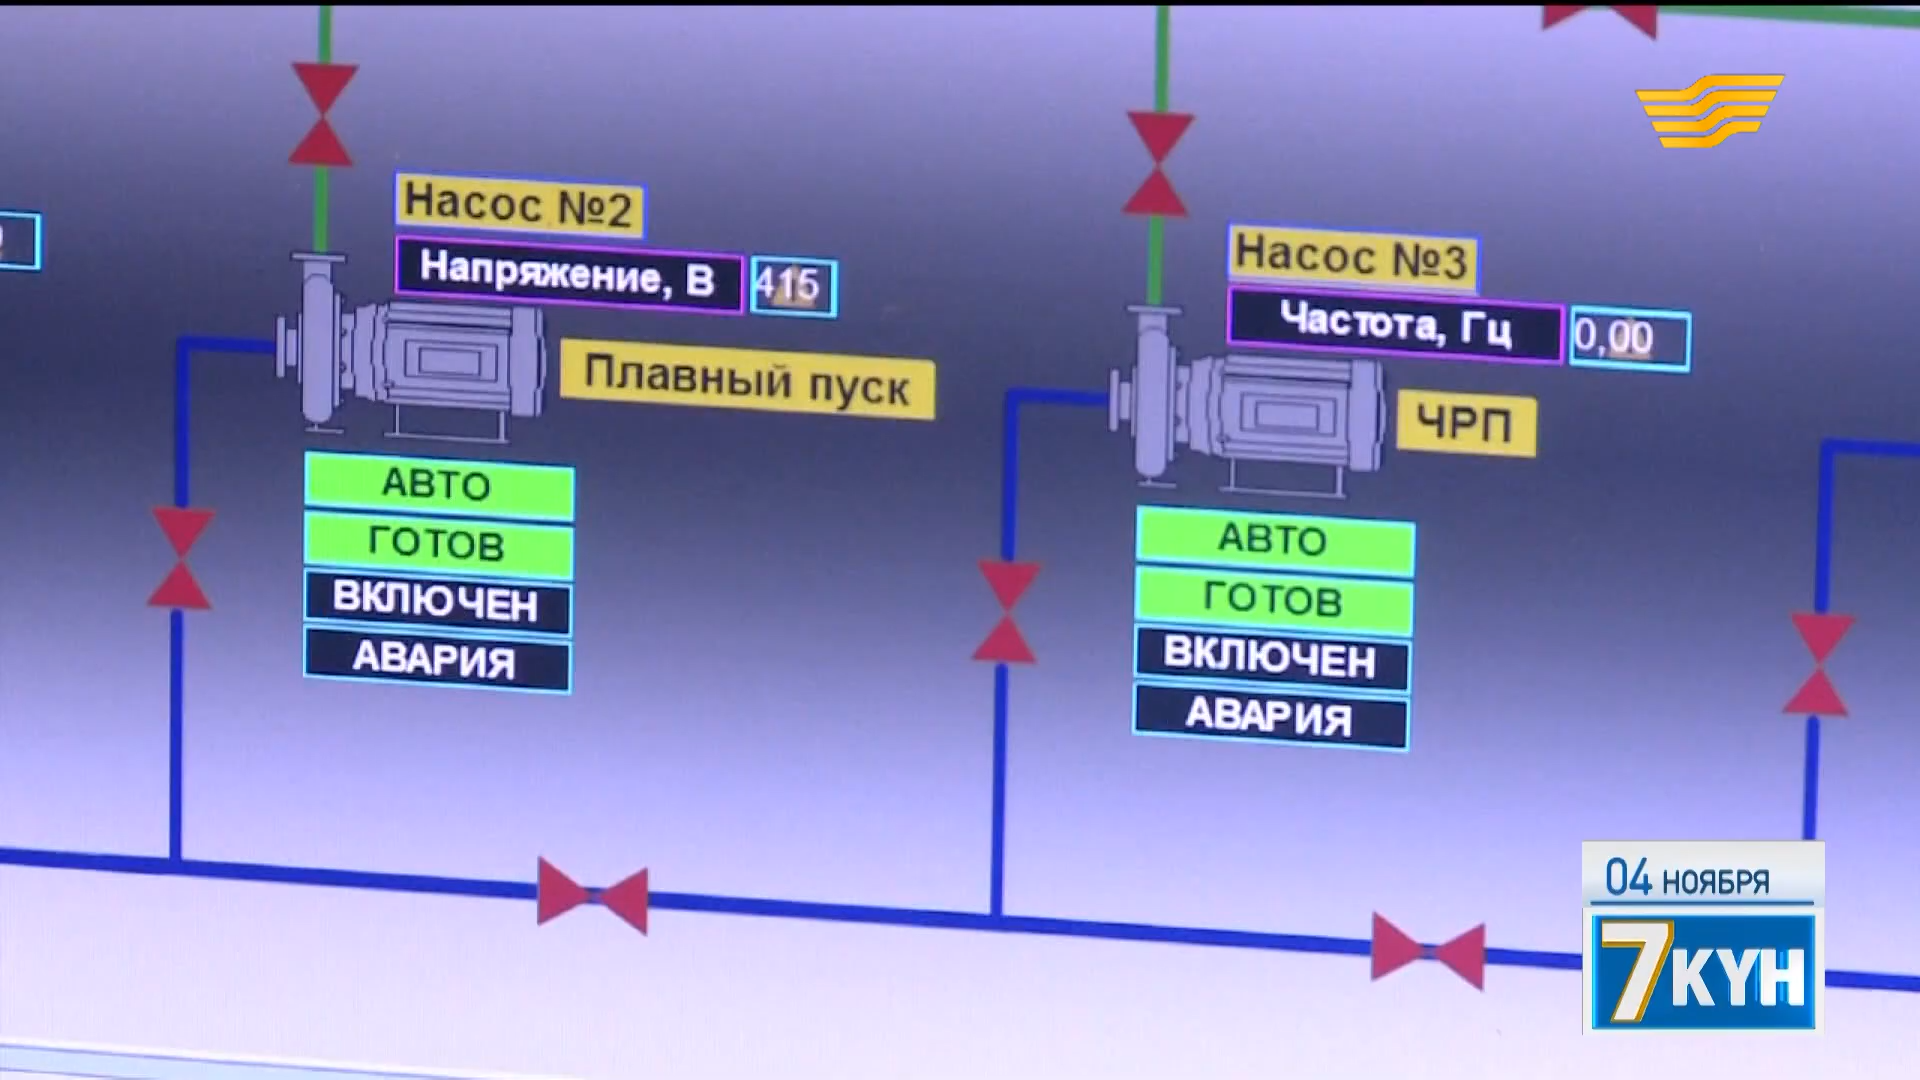 Насос №2
Напряжение, В
415
Плавный пуск
АВТО
ГОТОВ
ВКЛЮЧЕН
АВАРИЯ
Насос №3
Частота, Гц
0,00
ЧРП
АВТО
ГОТОВ
ВКЛЮЧЕН
АВАРИЯ
04 НОЯБРЯ
7КҮН